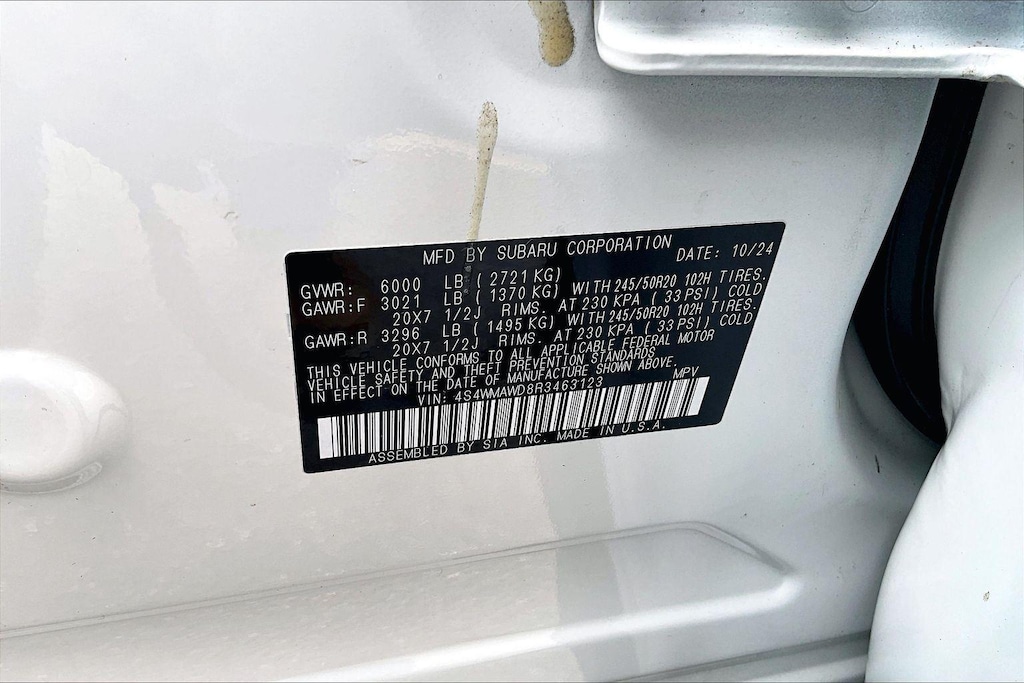 MFD BY SUBARU CORPORATION DATE: 10/24
GVWR: 6000 LB (2721 KG)
GAWR:F 3021 LB (1370 KG) WITH 245/50R20 102H TIRES.
20X7 1/2J RIMS. AT 230 KPA (33 PSI) COLD
GAWR:R 3296 LB (1495 KG) WITH 245/50R20 102H TIRES.
20X7 1/2J RIMS. AT 230 KPA (33 PSI) COLD
THIS VEHICLE CONFORMS TO ALL APPLICABLE FEDERAL MOTOR
VEHICLE SAFETY AND THEFT PREVENTION STANDARDS
IN EFFECT ON THE DATE OF MANUFACTURE SHOWN ABOVE.
VIN: 4S4WMAWD8R3463123 MPV
ASSEMBLED BY SIA INC. MADE IN U.S.A.